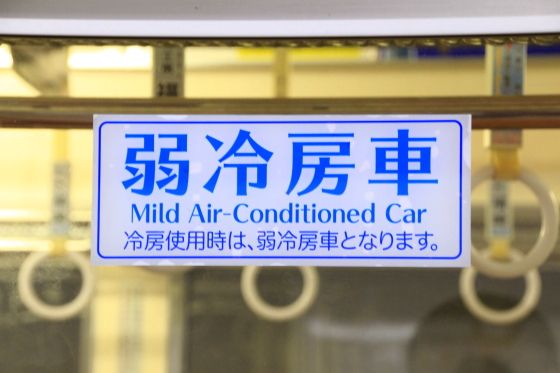 弱冷房車
Mild Air-Conditioned Car
冷房使用時は、弱冷房車となります。